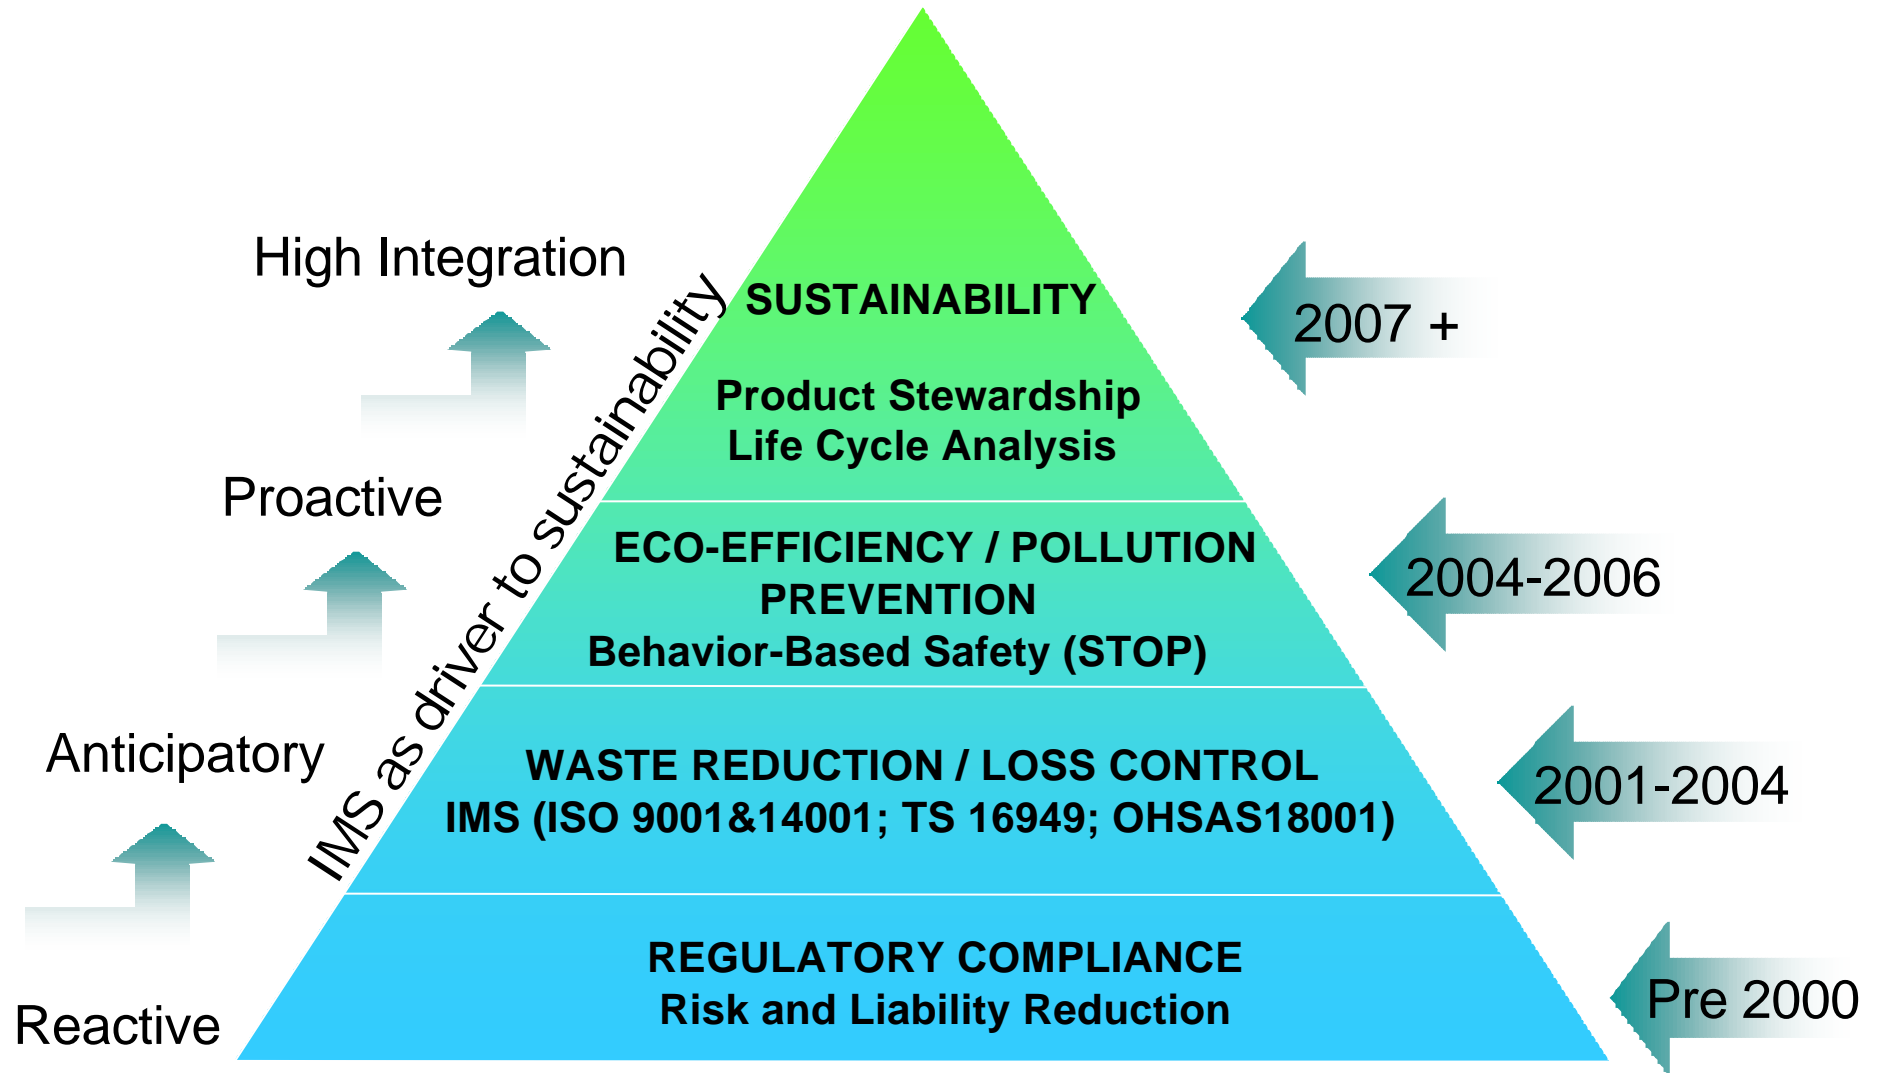 High Integration
SUSTAINABILITY
2007 +
Product Stewardship
Life Cycle Analysis
IMS as driver to sustainability
Proactive
ECO-EFFICIENCY / POLLUTION
PREVENTION
Behavior-Based Safety (STOP)
2004-2006
Anticipatory
WASTE REDUCTION / LOSS CONTROL
IMS (ISO 9001&14001; TS 16949; OHSAS18001)
2001-2004
REGULATORY COMPLIANCE
Risk and Liability Reduction
Pre 2000
Reactive